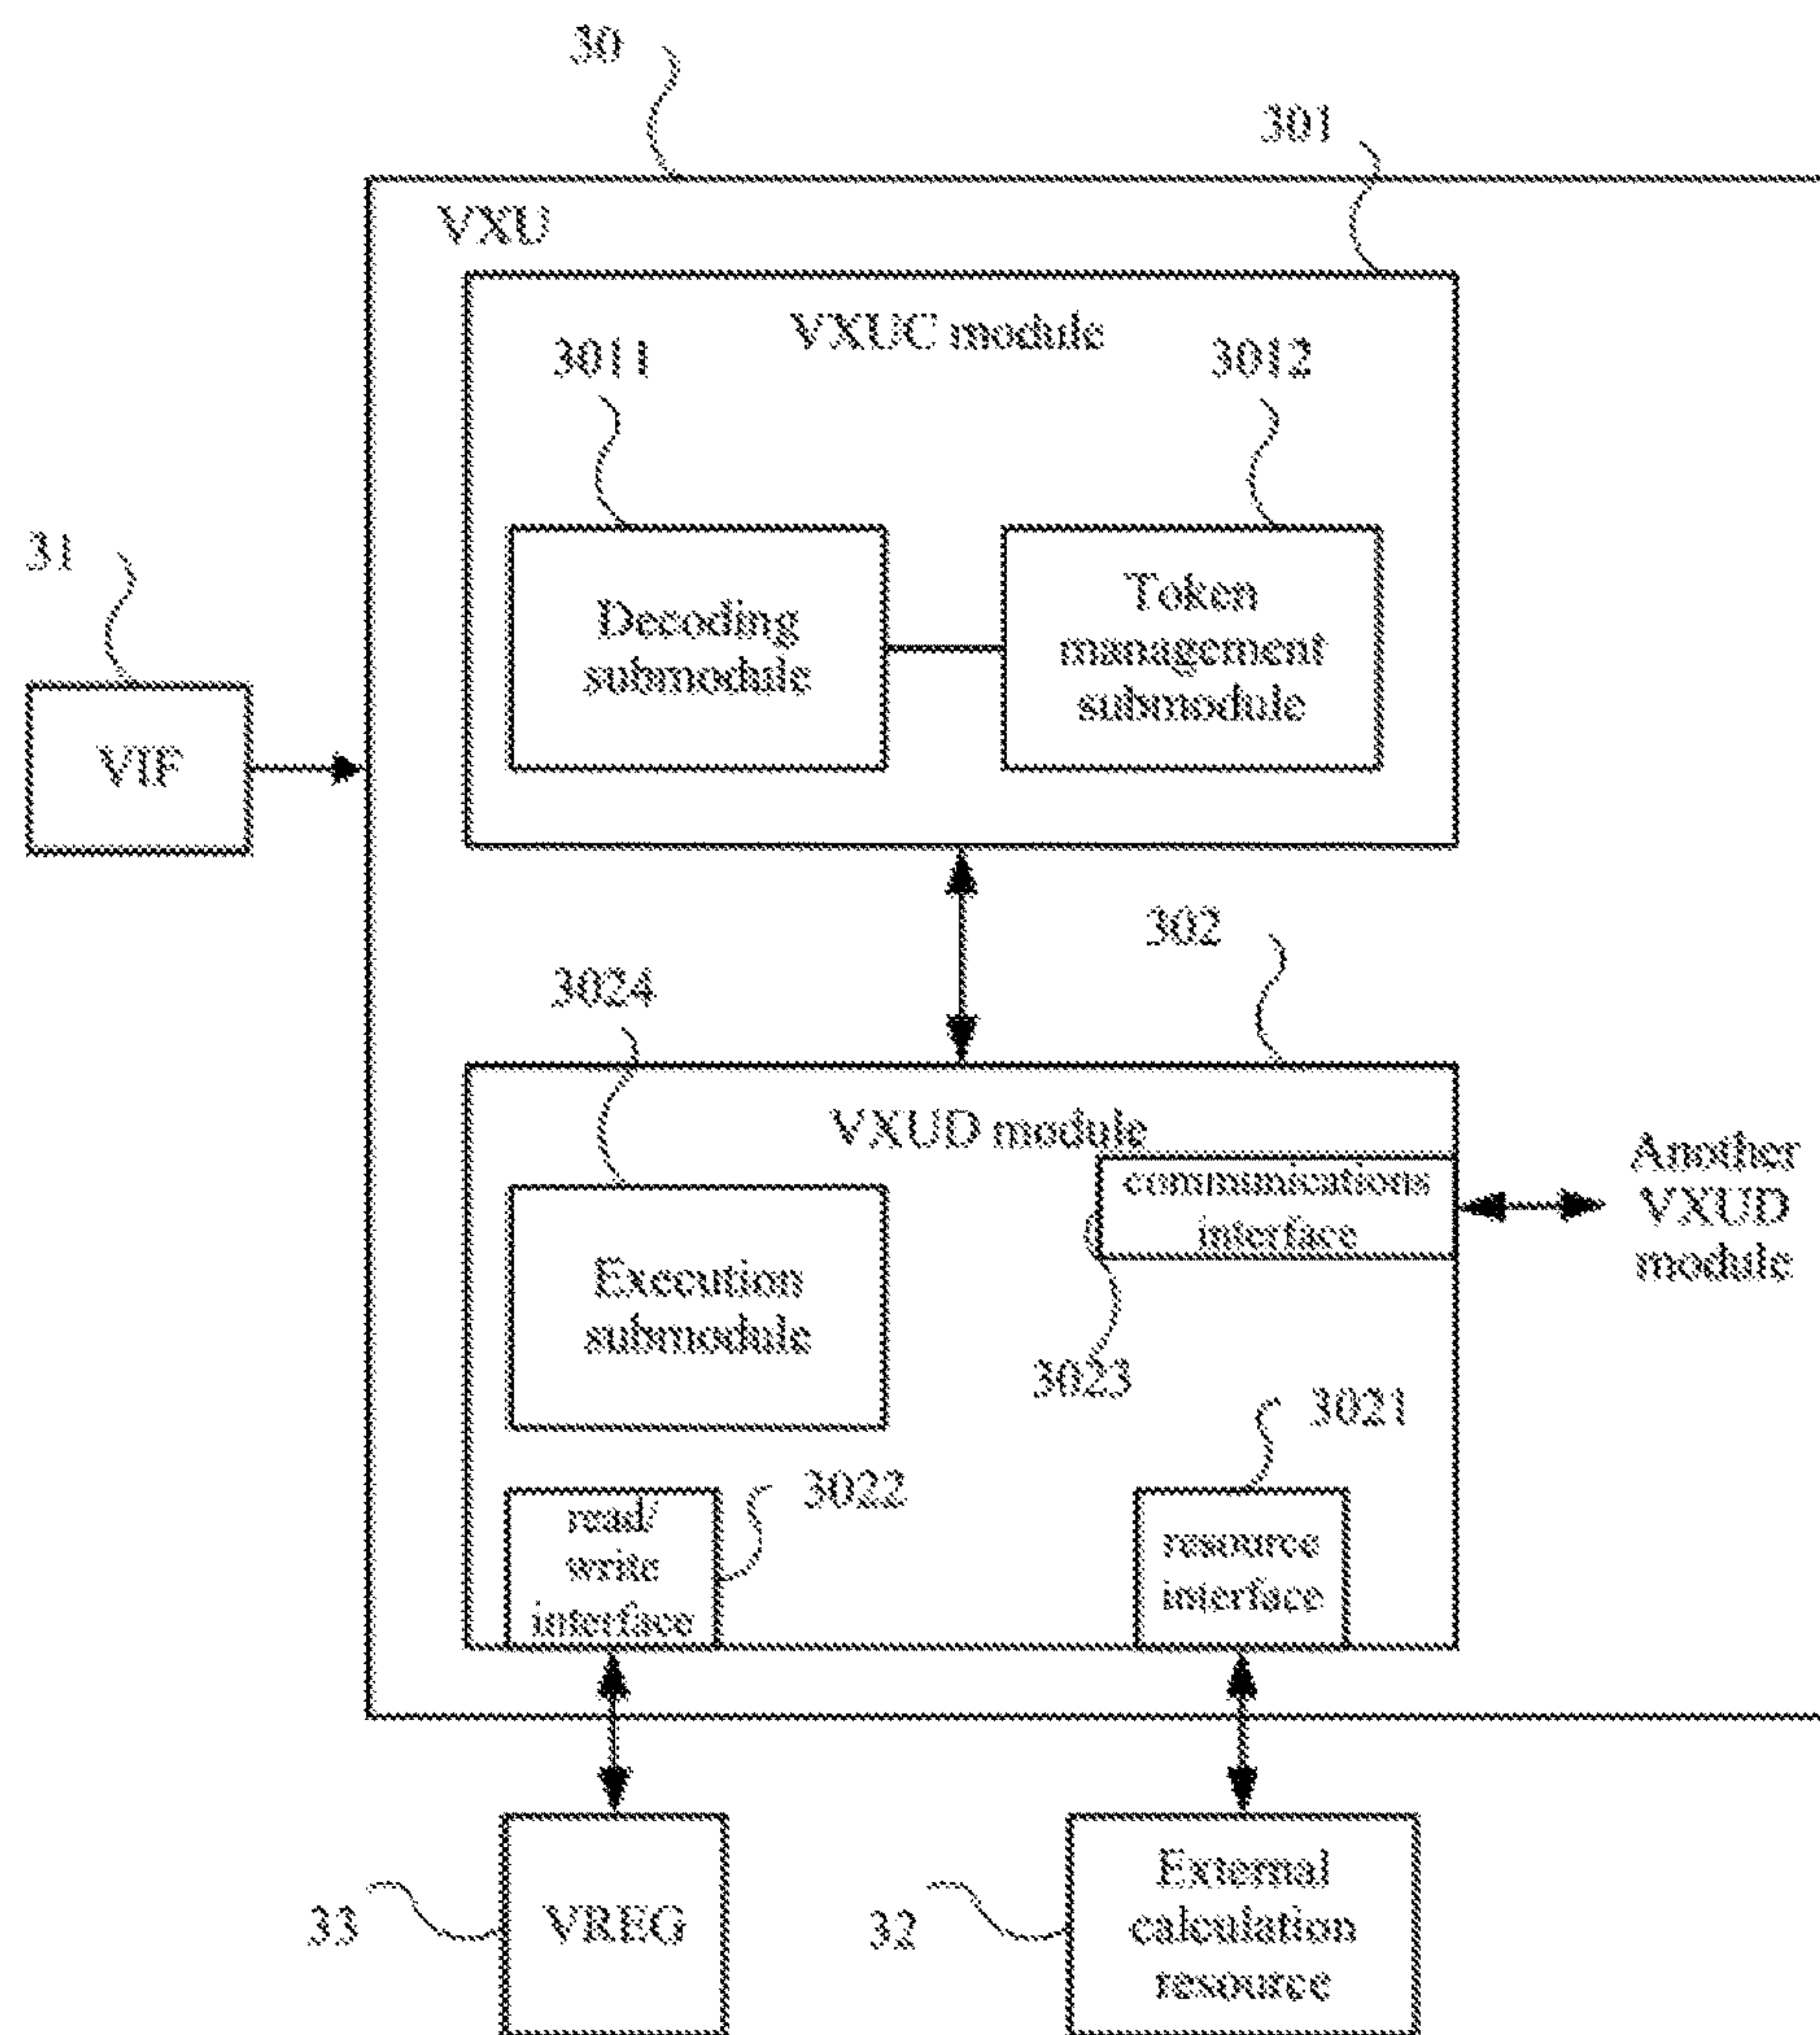 30
301
VXU
VXUC module
3011
3012
31
Decoding
submodule
Token
management
submodule
VIF
302
3024
VXUD module
communications
interface
Another
VXUD
module
Execution
submodule
3023
3021
3022
read/
write
interface
resource
interface
33
VREG
32
External
calculation
resource